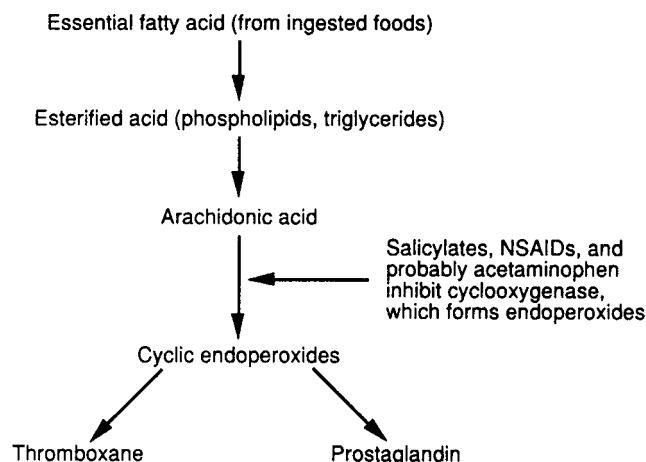 Essential fatty acid (from ingested foods)
Esterified acid (phospholipids, triglycerides)
Arachidonic acid
Salicylates, NSAIDs, and
probably acetaminophen
inhibit cyclooxygenase,
which forms endoperoxides
Cyclic endoperoxides
Thromboxane
Prostaglandin